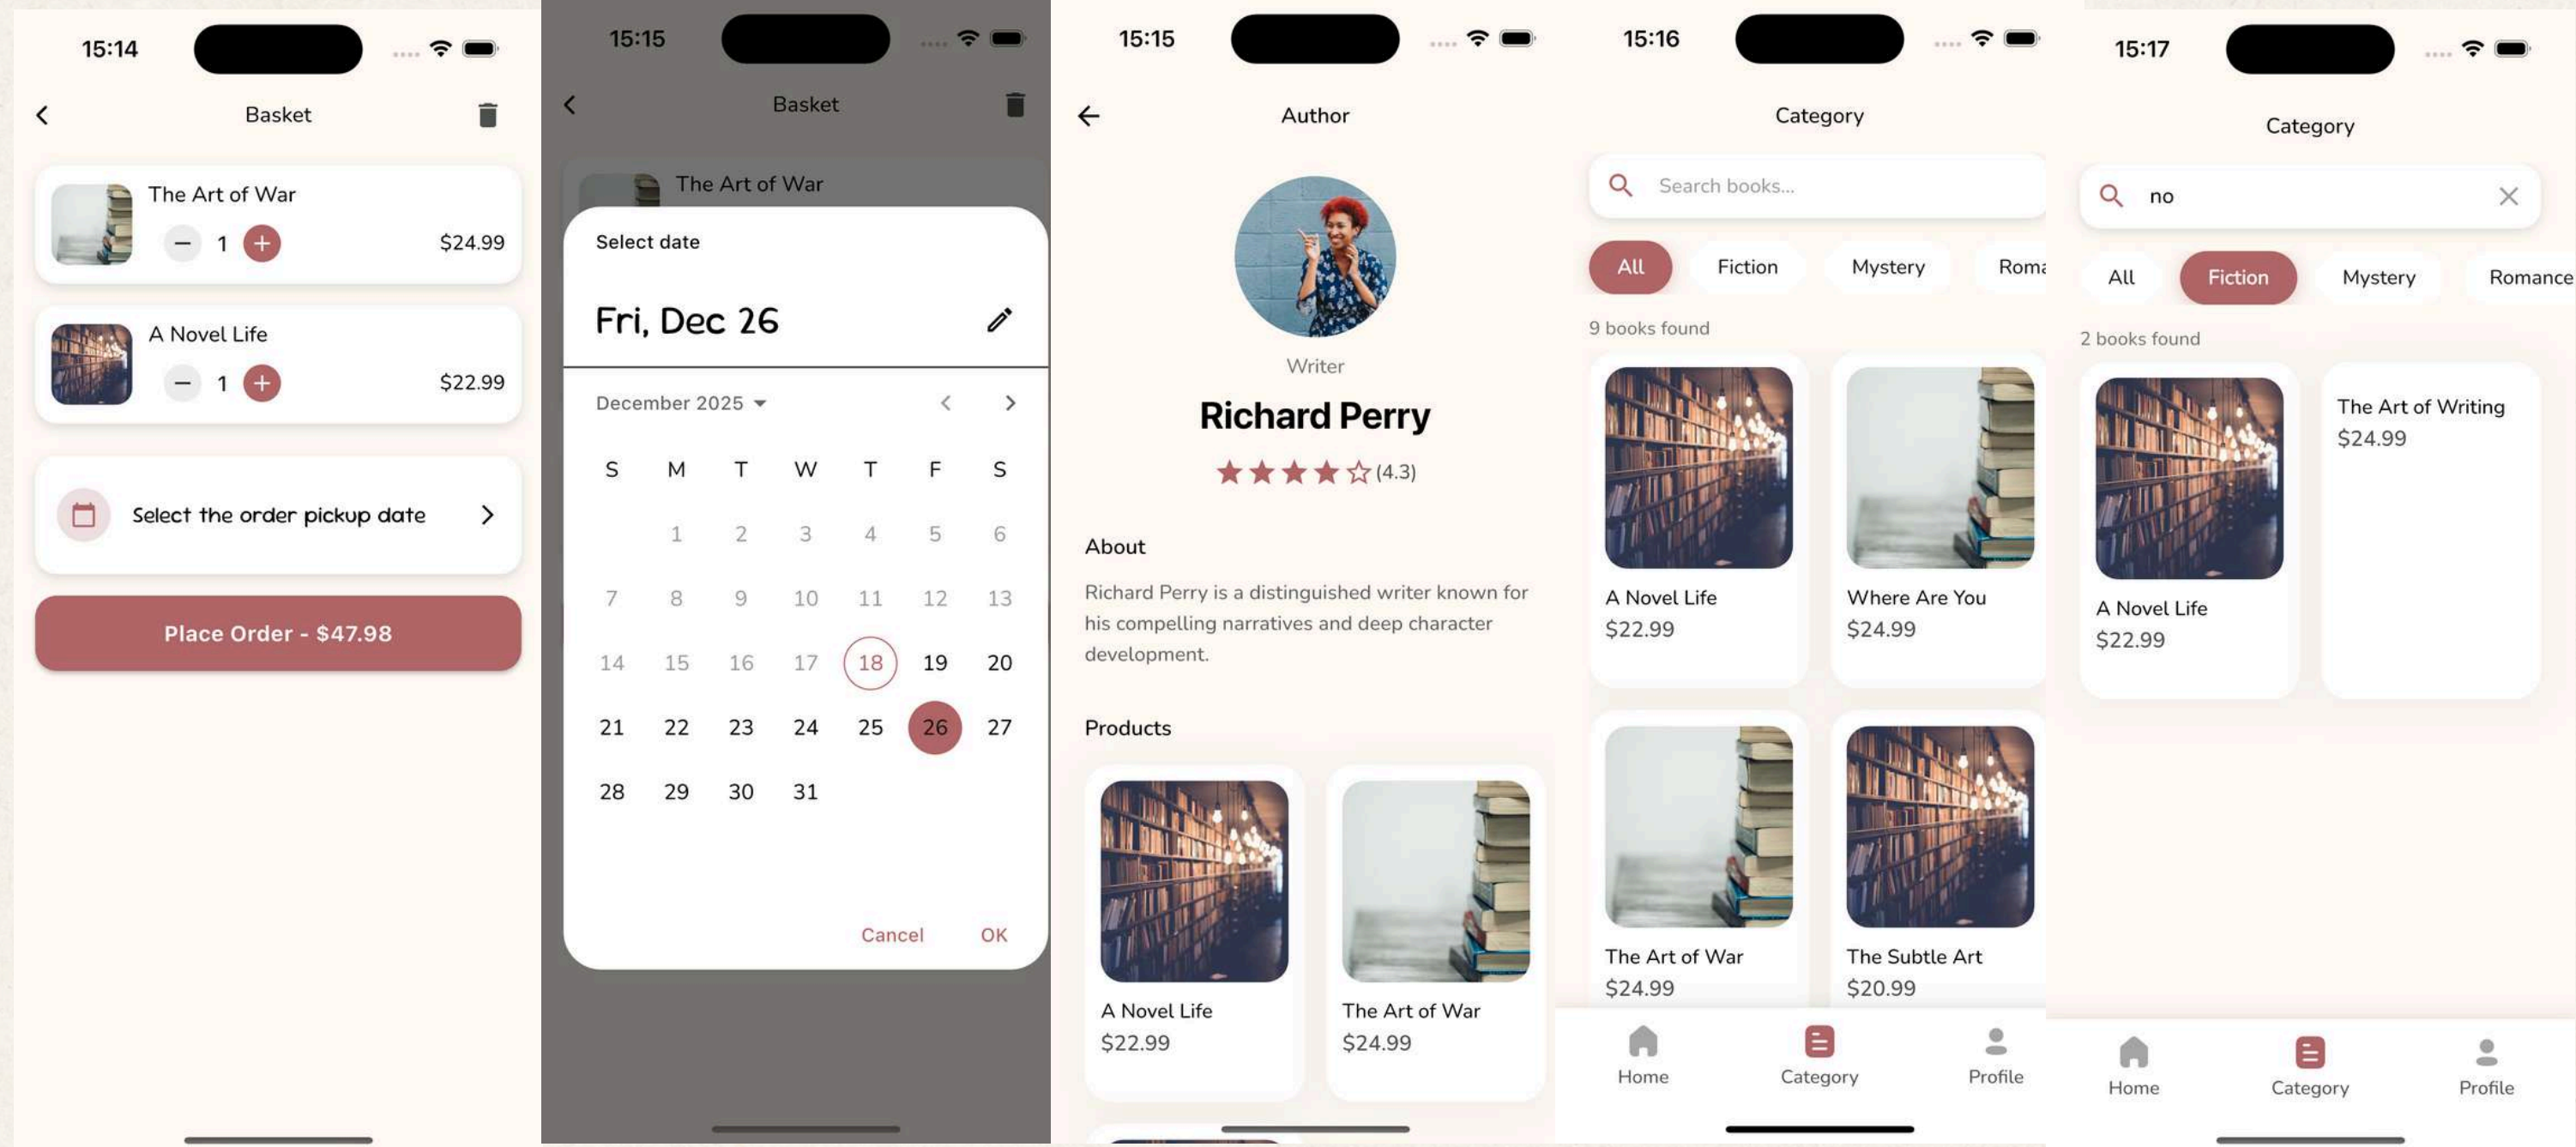 15:14
Basket
The Art of War
1
$24.99
A Novel Life
1
$22.99
Select the order pickup date
Place Order - $47.98
15:15
Basket
The Art of War
Select date
Fri, Dec 26
December 2025
S M T W T F S
1 2 3 4 5 6
7 8 9 10 11 12 13
14 15 16 17 18 19 20
21 22 23 24 25 26 27
28 29 30 31
Cancel OK
15:15
Author
Writer
Richard Perry
(4.3)
About
Richard Perry is a distinguished writer known for
his compelling narratives and deep character
development.
Products
A Novel Life
$22.99
The Art of War
$24.99
15:16
Category
Search books...
All Fiction Mystery Roma
9 books found
A Novel Life
$22.99
Where Are You
$24.99
The Art of War
$24.99
The Subtle Art
$20.99
Home Category Profile
15:17
Category
no
All Fiction Mystery Romance
2 books found
A Novel Life
$22.99
The Art of Writing
$24.99
Home Category Profile